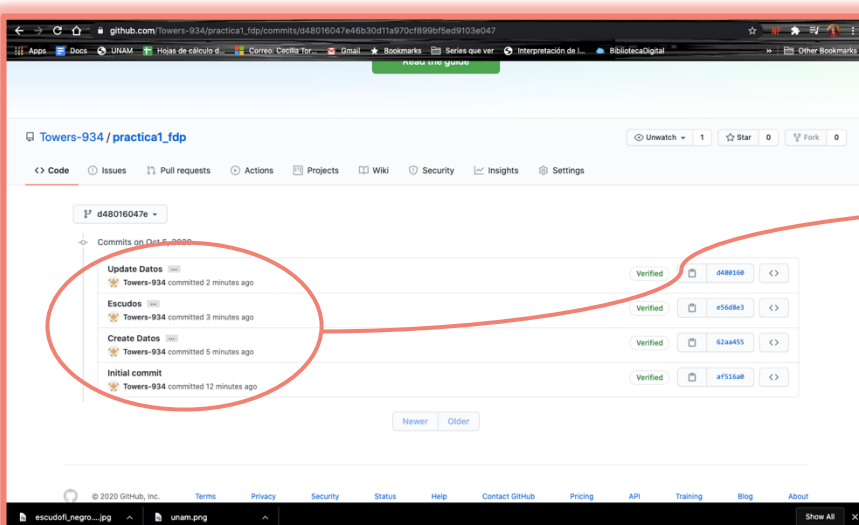 github.com/Towers-934/practica1_fdp/commits/d48016047e46b30d11a970cf899bf5ed9103e047
Apps Docs UNAM Hojas de cálculo d... Correo: Cecilia Tor... Gmail Bookmarks Series que ver Interpretación de l... BibliotecaDigital » Other Bookmarks
Read the guide
Towers-934 / practica1_fdp
Unwatch 1 Star 0 Fork 0
Code Issues Pull requests Actions Projects Wiki Security Insights Settings
d48016047e
Commits on Oct 5, 2020
Update Datos ...
Towers-934 committed 2 minutes ago
Verified d480160
Escudos ...
Towers-934 committed 3 minutes ago
Verified e56d8e3
Create Datos ...
Towers-934 committed 5 minutes ago
Verified 62aa455
Initial commit
Towers-934 committed 12 minutes ago
Verified af516a0
Newer Older
© 2020 GitHub, Inc. Terms Privacy Security Status Help Contact GitHub Pricing API Training Blog About
escudofi_negro....jpg unam.png Show All